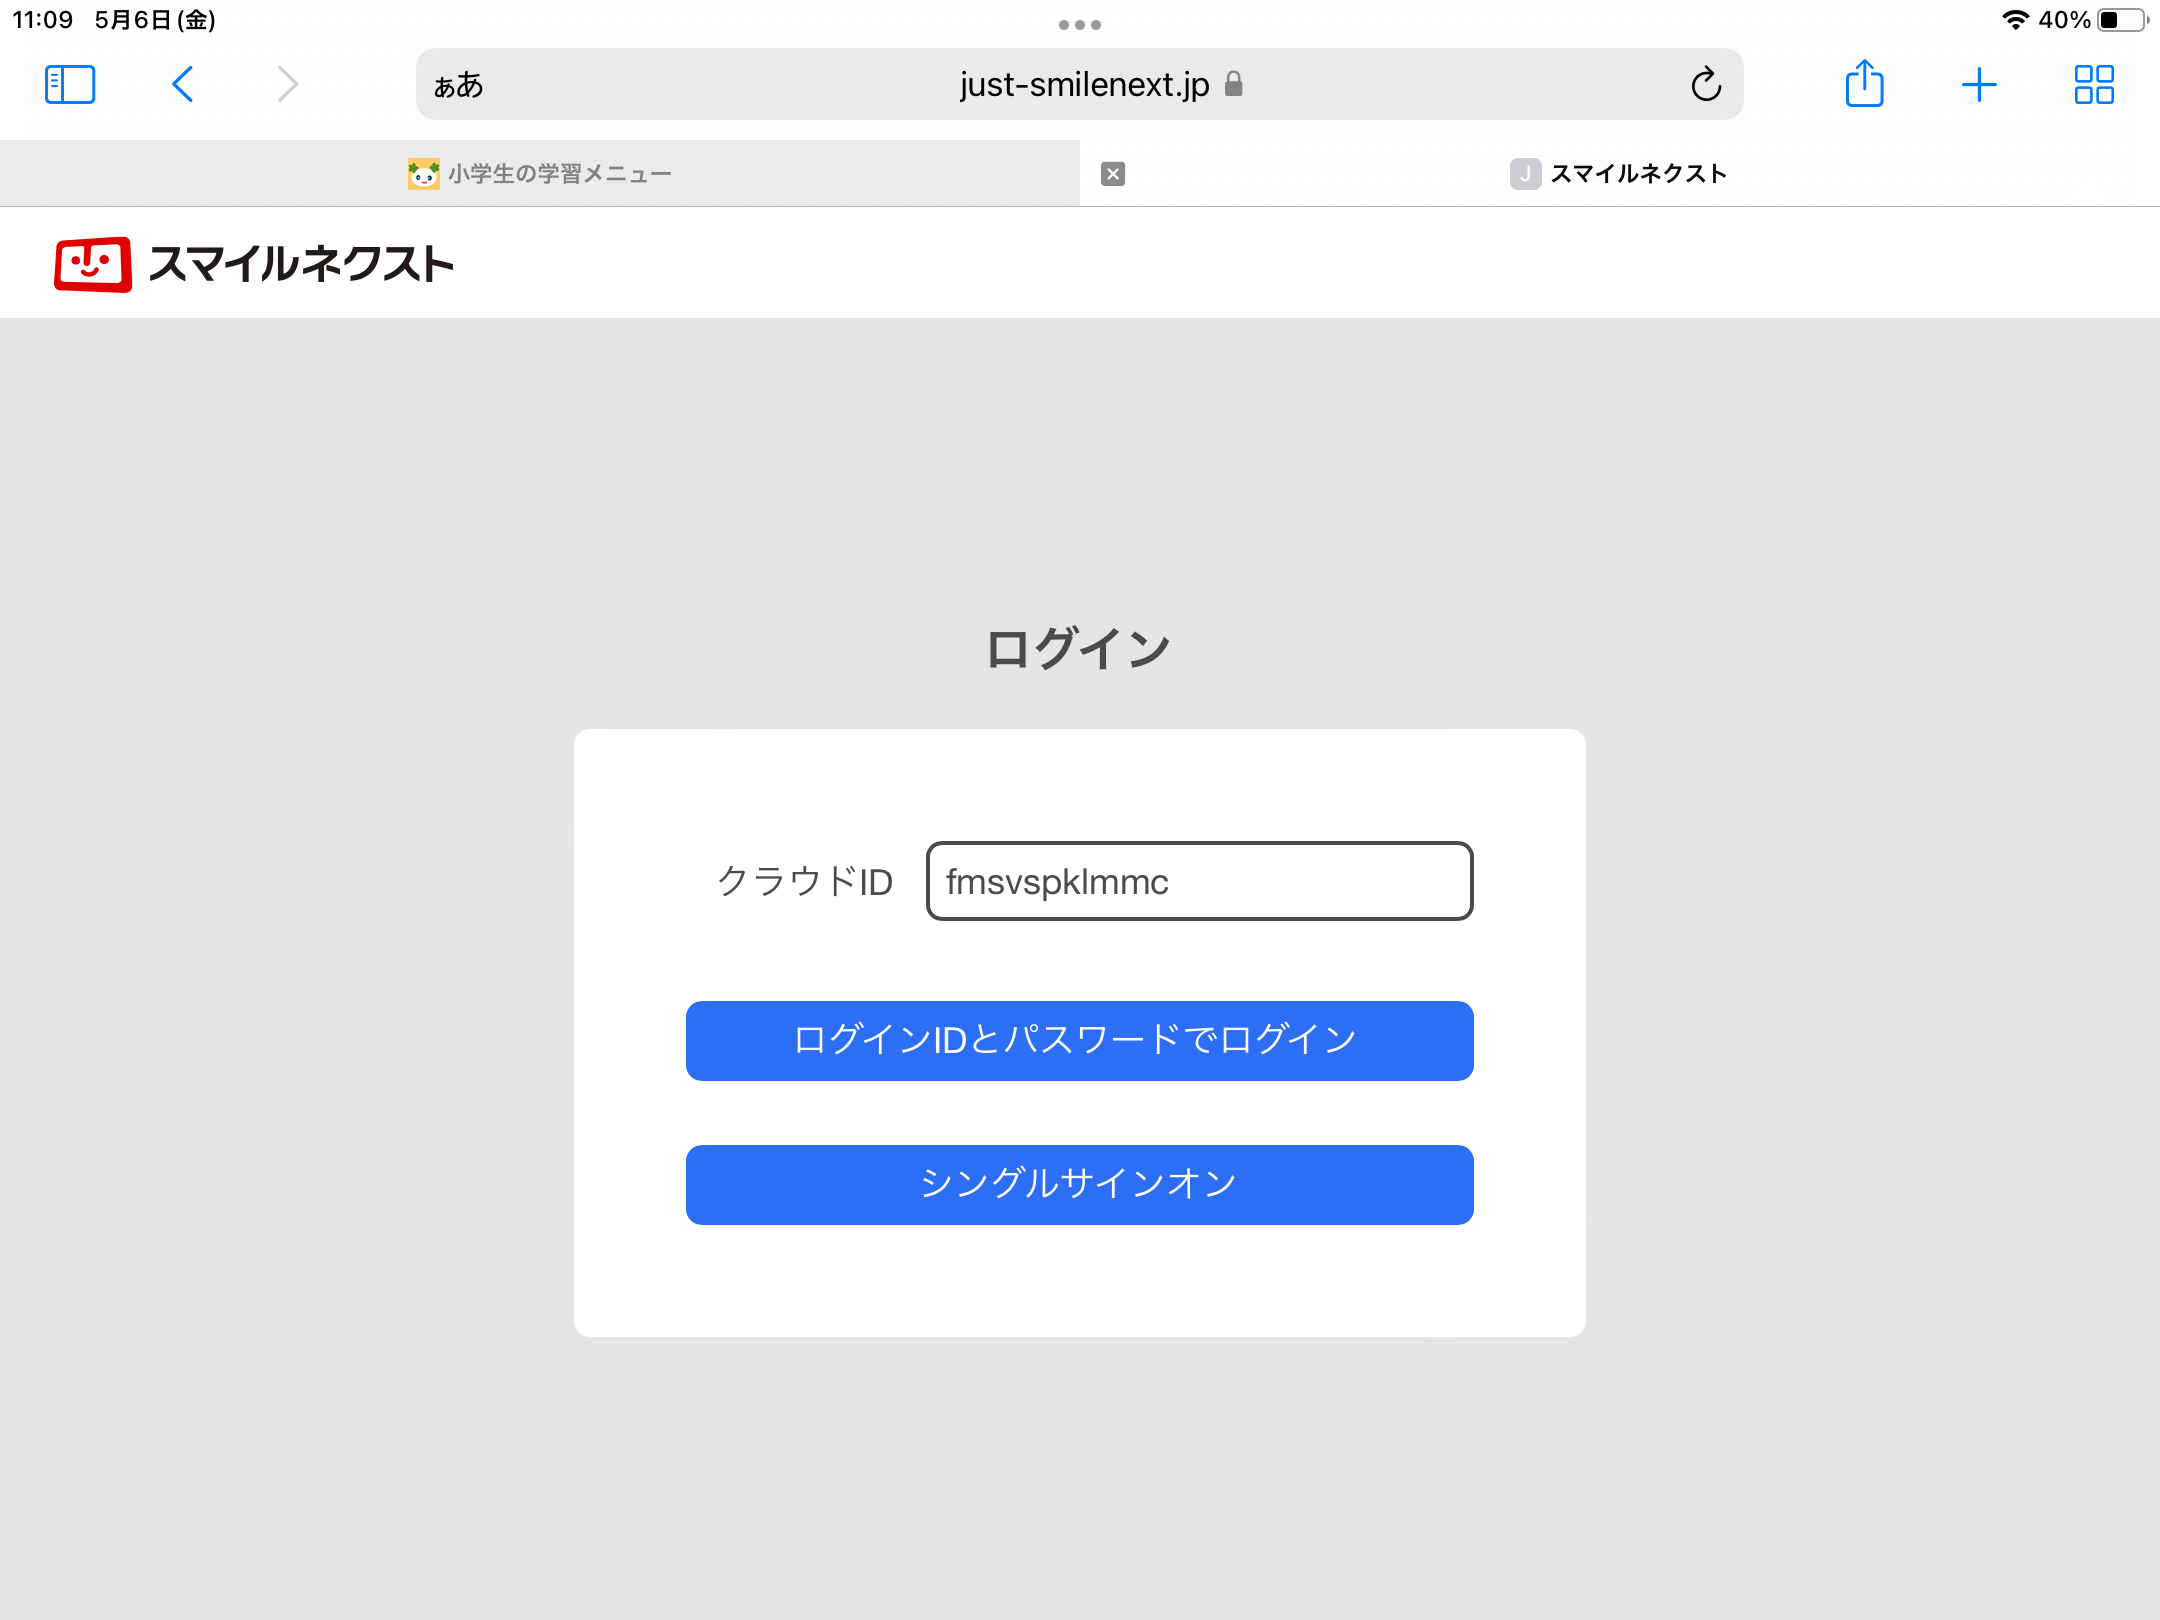 11:09 5月6日(金)
40%
ぁあ
just-smilenext.jp
小学生の学習メニュー
J スマイルネクスト
スマイルネクスト
ログイン
クラウドID fmsvspklmmc
ログインIDとパスワードでログイン
シングルサインオン